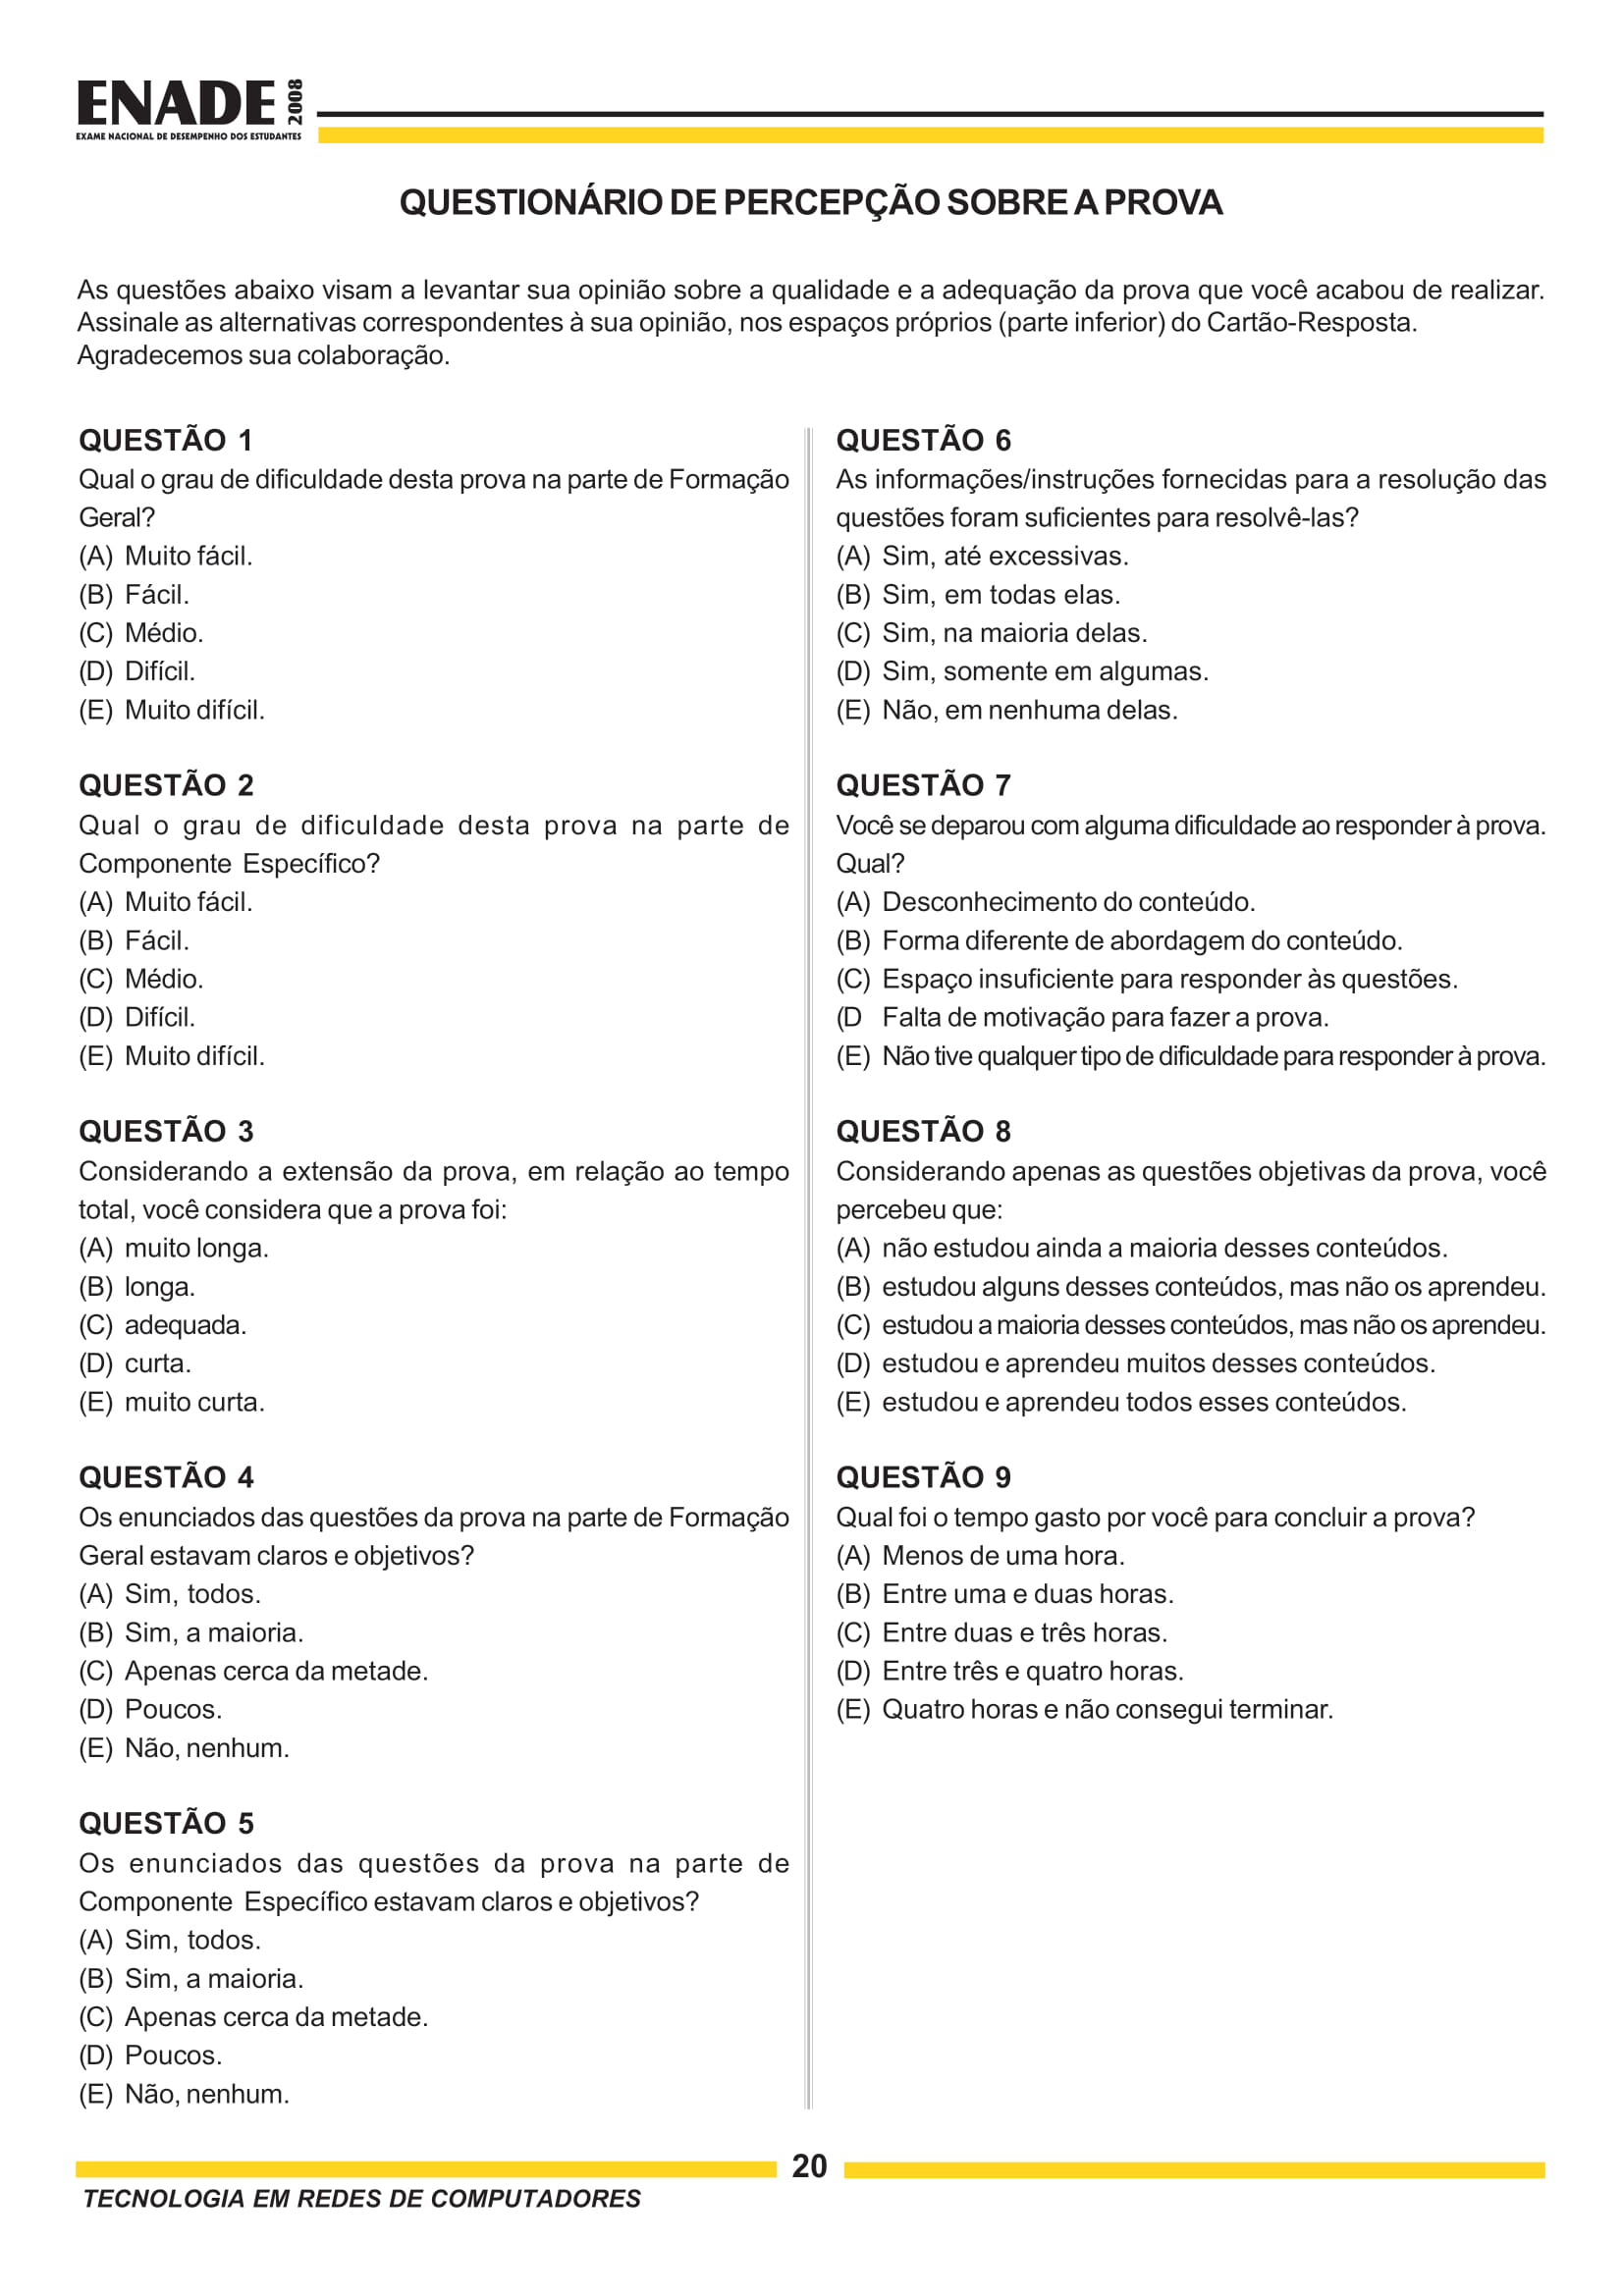 ENADE 2008
EXAME NACIONAL DE DESEMPENHO DOS ESTUDANTES
QUESTIONÁRIO DE PERCEPÇÃO SOBRE A PROVA
As questões abaixo visam a levantar sua opinião sobre a qualidade e a adequação da prova que você acabou de realizar.
Assinale as alternativas correspondentes à sua opinião, nos espaços próprios (parte inferior) do Cartão-Resposta.
Agradecemos sua colaboração.
QUESTÃO 1
Qual o grau de dificuldade desta prova na parte de Formação
Geral?
(A) Muito fácil.
(B) Fácil.
(C) Médio.
(D) Difícil.
(E) Muito difícil.
QUESTÃO 2
Qual o grau de dificuldade desta prova na parte de
Componente Específico?
(A) Muito fácil.
(B) Fácil.
(C) Médio.
(D) Difícil.
(E) Muito difícil.
QUESTÃO 3
Considerando a extensão da prova, em relação ao tempo
total, você considera que a prova foi:
(A) muito longa.
(B) longa.
(C) adequada.
(D) curta.
(E) muito curta.
QUESTÃO 4
Os enunciados das questões da prova na parte de Formação
Geral estavam claros e objetivos?
(A) Sim, todos.
(B) Sim, a maioria.
(C) Apenas cerca da metade.
(D) Poucos.
(E) Não, nenhum.
QUESTÃO 5
Os enunciados das questões da prova na parte de
Componente Específico estavam claros e objetivos?
(A) Sim, todos.
(B) Sim, a maioria.
(C) Apenas cerca da metade.
(D) Poucos.
(E) Não, nenhum.
QUESTÃO 6
As informações/instruções fornecidas para a resolução das
questões foram suficientes para resolvê-las?
(A) Sim, até excessivas.
(B) Sim, em todas elas.
(C) Sim, na maioria delas.
(D) Sim, somente em algumas.
(E) Não, em nenhuma delas.
QUESTÃO 7
Você se deparou com alguma dificuldade ao responder à prova.
Qual?
(A) Desconhecimento do conteúdo.
(B) Forma diferente de abordagem do conteúdo.
(C) Espaço insuficiente para responder às questões.
(D Falta de motivação para fazer a prova.
(E) Não tive qualquer tipo de dificuldade para responder à prova.
QUESTÃO 8
Considerando apenas as questões objetivas da prova, você
percebeu que:
(A) não estudou ainda a maioria desses conteúdos.
(B) estudou alguns desses conteúdos, mas não os aprendeu.
(C) estudou a maioria desses conteúdos, mas não os aprendeu.
(D) estudou e aprendeu muitos desses conteúdos.
(E) estudou e aprendeu todos esses conteúdos.
QUESTÃO 9
Qual foi o tempo gasto por você para concluir a prova?
(A) Menos de uma hora.
(B) Entre uma e duas horas.
(C) Entre duas e três horas.
(D) Entre três e quatro horas.
(E) Quatro horas e não consegui terminar.
20
TECNOLOGIA EM REDES DE COMPUTADORES